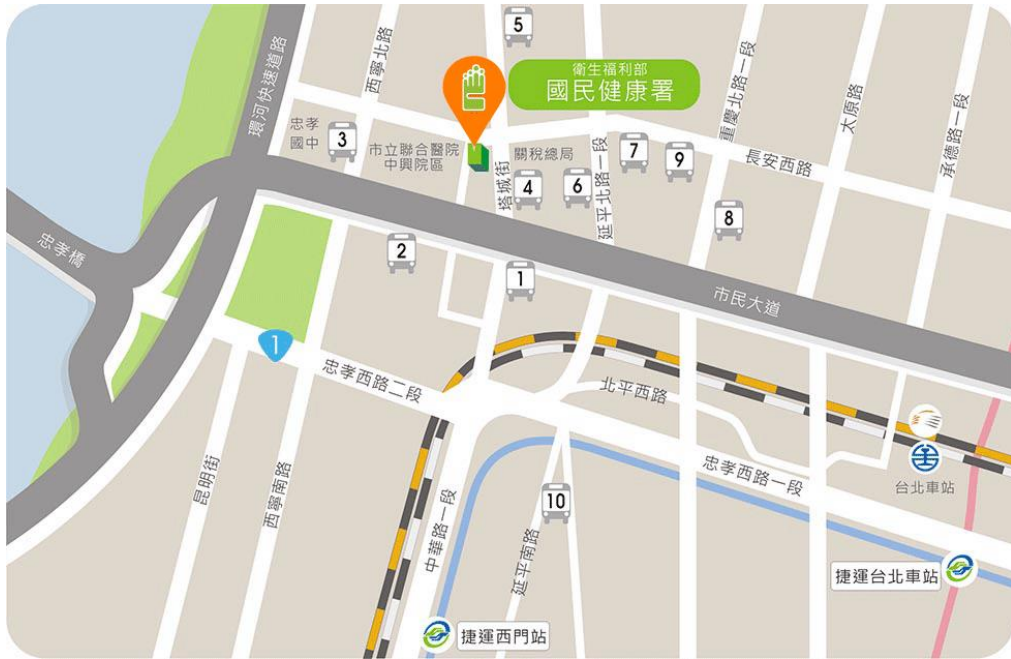 5
衛生福利部
國民健康署
環河快速道路
西寧北路
重慶北路一段
太原路
承德路一段
忠孝
國中
3
市立聯合醫院
中興院區
關稅總局
7
9
長安西路
塔城街
4
6
延平北路一段
8
忠孝橋
2
1
市民大道
1
忠孝西路二段
北平西路
忠孝西路一段
台北車站
昆明街
西寧南路
中華路一段
10
延平南路
捷運台北車站
捷運西門站